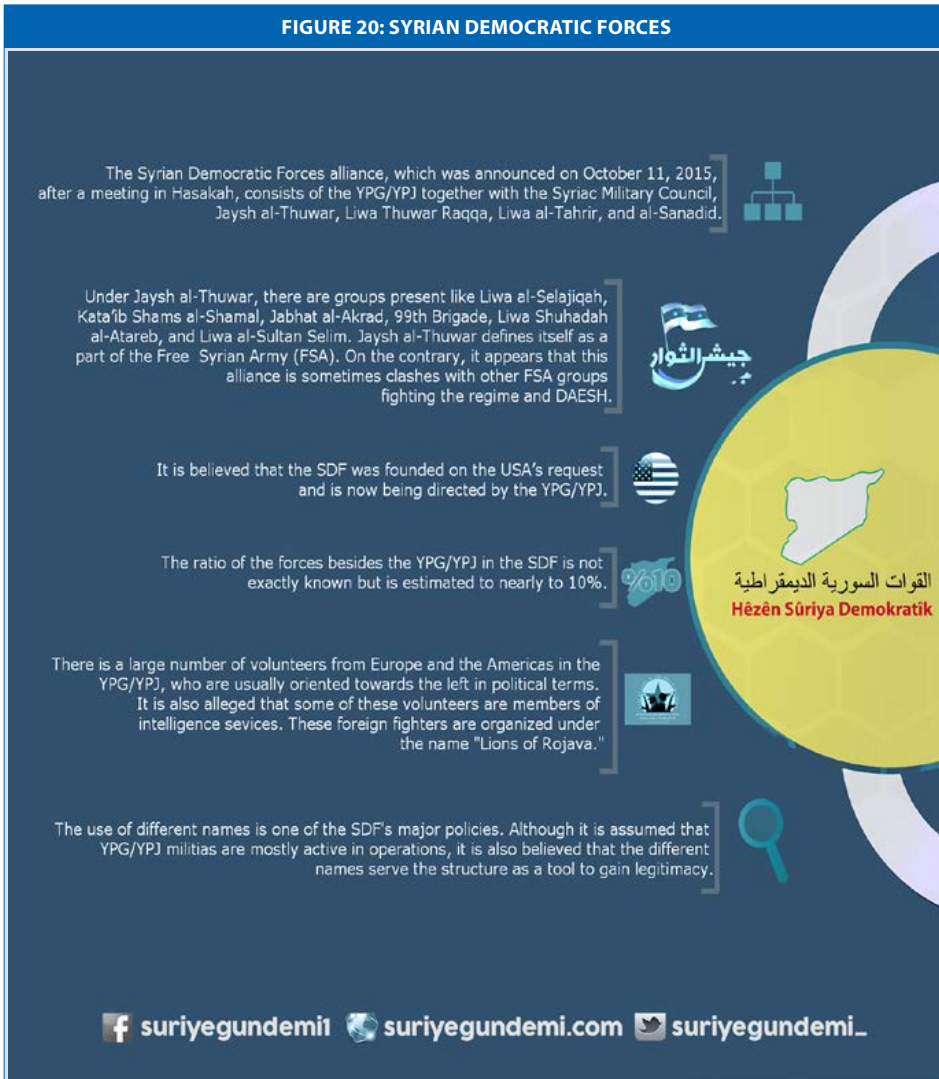 FIGURE 20: SYRIAN DEMOCRATIC FORCES
The Syrian Democratic Forces alliance, which was announced on October 11, 2015,
after a meeting in Hasakah, consists of the YPG/YPJ together with the Syriac Military Council,
Jaysh al-Thuwar, Liwa Thuwar Raqqa, Liwa al-Tahrir, and al-Sanadid.
Under Jaysh al-Thuwar, there are groups present like Liwa al-Selajiqah,
Kata'ib Shams al-Shamal, Jabhat al-Akrad, 99th Brigade, Liwa Shuhadah
al-Atareb, and Liwa al-Sultan Selim. Jaysh al-Thuwar defines itself as a
part of the Free Syrian Army (FSA). On the contrary, it appears that this
alliance is sometimes clashes with other FSA groups
fighting the regime and DAESH.
جيش الثوار
It is believed that the SDF was founded on the USA's request
and is now being directed by the YPG/YPJ.
The ratio of the forces besides the YPG/YPJ in the SDF is not
exactly known but is estimated to nearly to 10%.
%10
There is a large number of volunteers from Europe and the Americas in the
YPG/YPJ, who are usually oriented towards the left in political terms.
It is also alleged that some of these volunteers are members of
intelligence sevices. These foreign fighters are organized under
the name "Lions of Rojava."
The use of different names is one of the SDF's major policies. Although it is assumed that
YPG/YPJ militias are mostly active in operations, it is also believed that the different
names serve the structure as a tool to gain legitimacy.
القوات السورية الديمقراطية
Hêzên Sûriya Demokratîk
suriyegundemi1 suriyegundemi.com suriyegundemi_